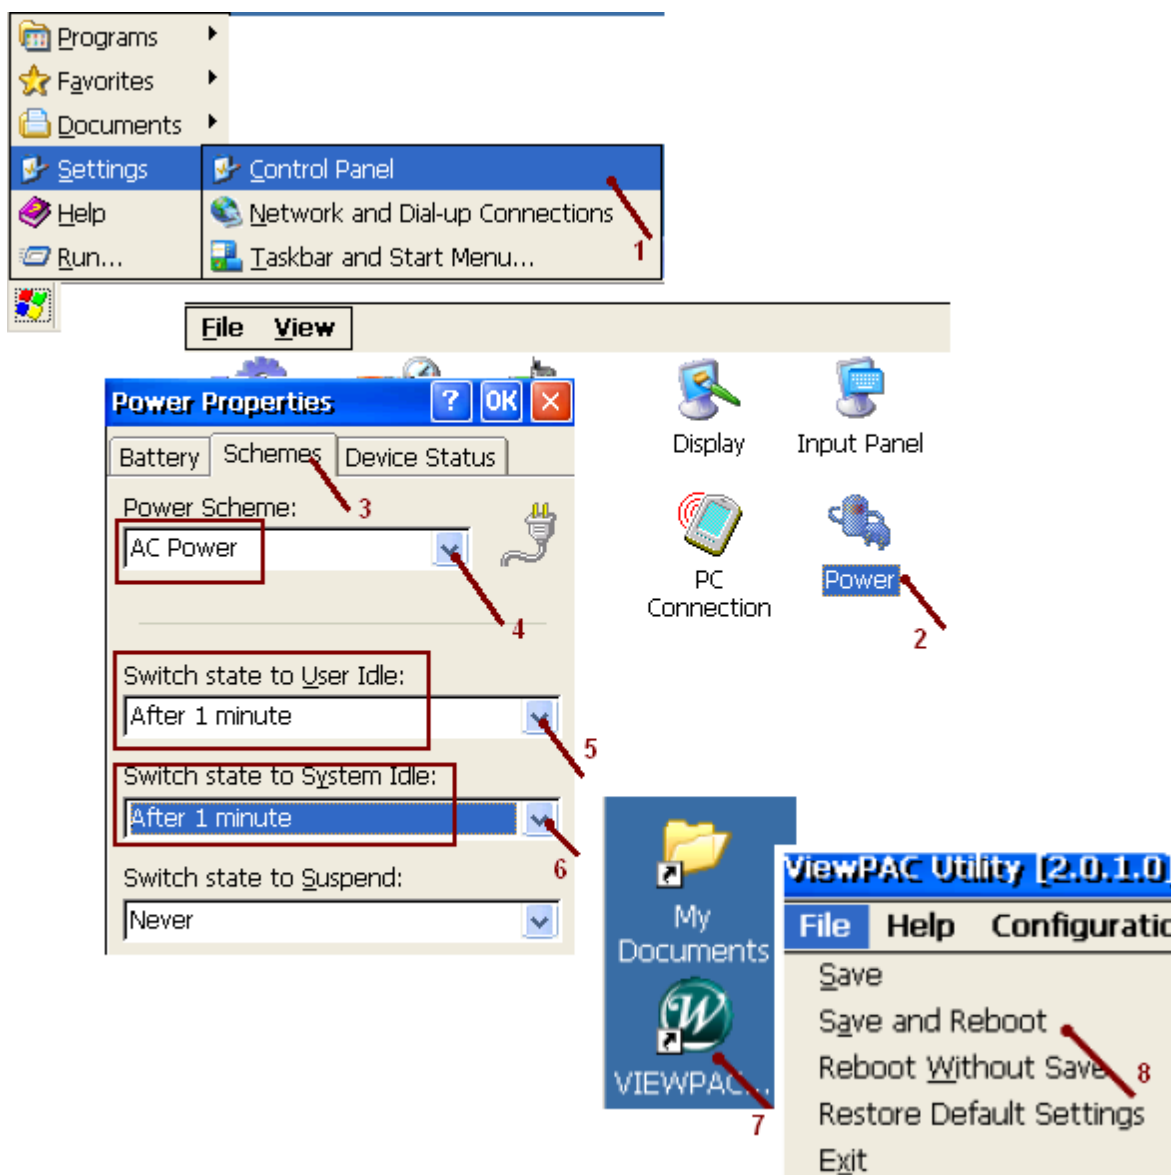 Programs
Favorites
Documents
Settings
Control Panel
Help
Network and Dial-up Connections
1
Run...
Taskbar and Start Menu...
File View
Power Properties ? OK
Display
Input Panel
Battery Schemes Device Status
Power Scheme:
3
AC Power
PC
Connection
Power
4
2
Switch state to User Idle:
After 1 minute
5
Switch state to System Idle:
After 1 minute
6
Switch state to Suspend:
Never
My
Documents
VIEWPAC...
7
ViewPAC Utility [2.0.1.0]
File Help Configuratio
Save
Save and Reboot
Reboot Without Save
8
Restore Default Settings
Exit